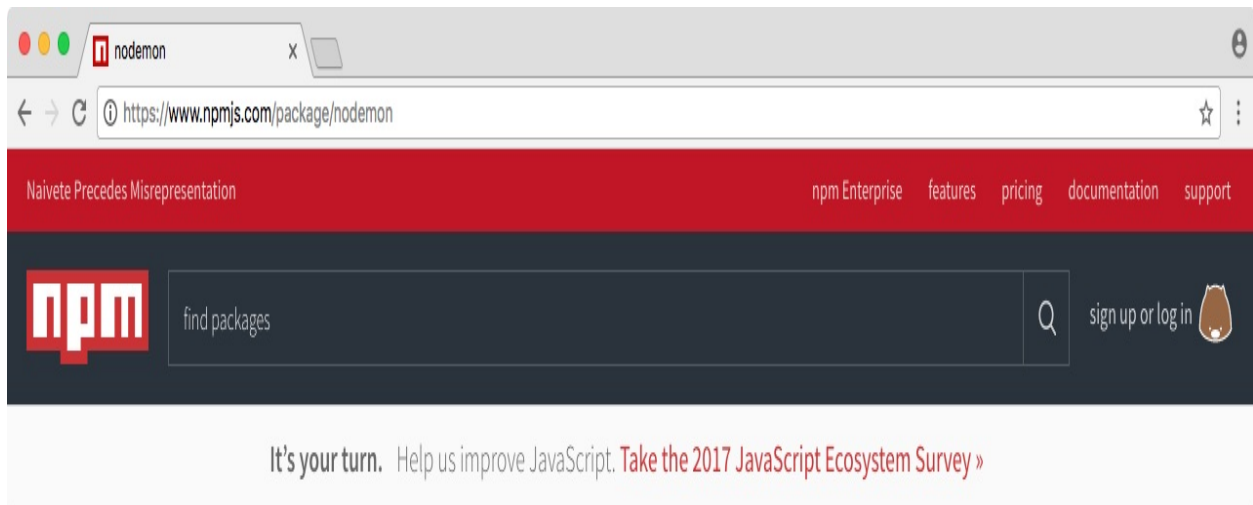 nodemon
https://www.npmjs.com/package/nodemon
Naivete Precedes Misrepresentation npm Enterprise features pricing documentation support
npm find packages sign up or log in
It's your turn. Help us improve JavaScript. Take the 2017 JavaScript Ecosystem Survey »